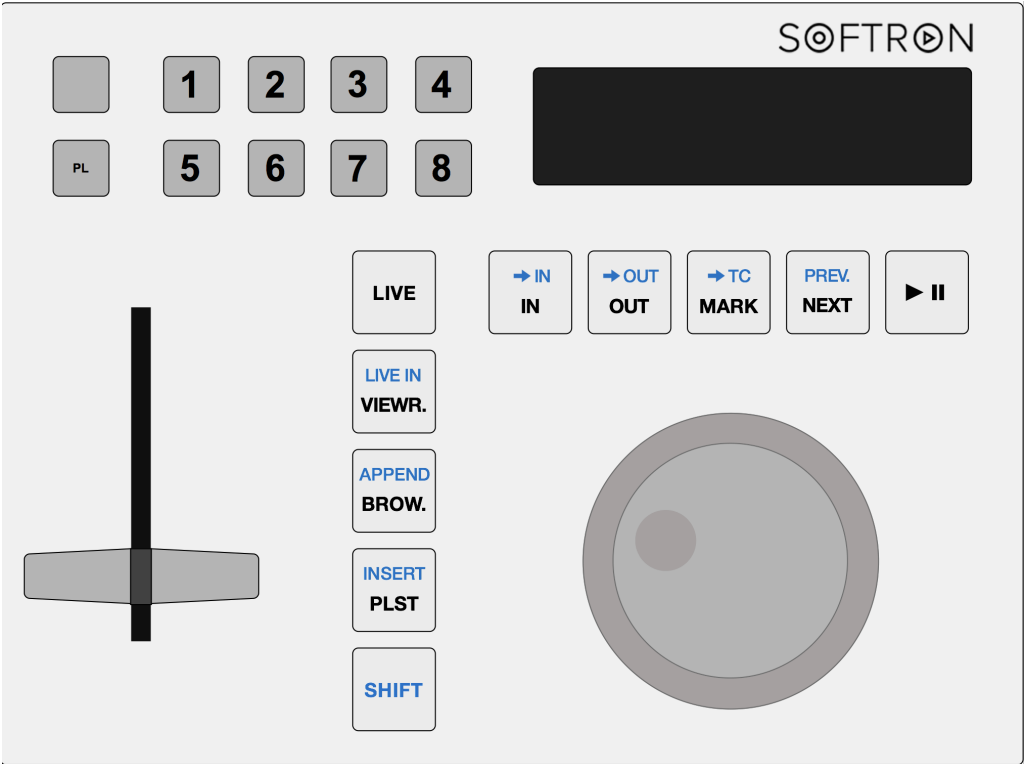 SOFTRON
1 2 3 4
PL 5 6 7 8
LIVE
➔ IN
IN
➔ OUT
OUT
➔ TC
MARK
PREV.
NEXT
LIVE IN
VIEWR.
APPEND
BROW.
INSERT
PLST
SHIFT